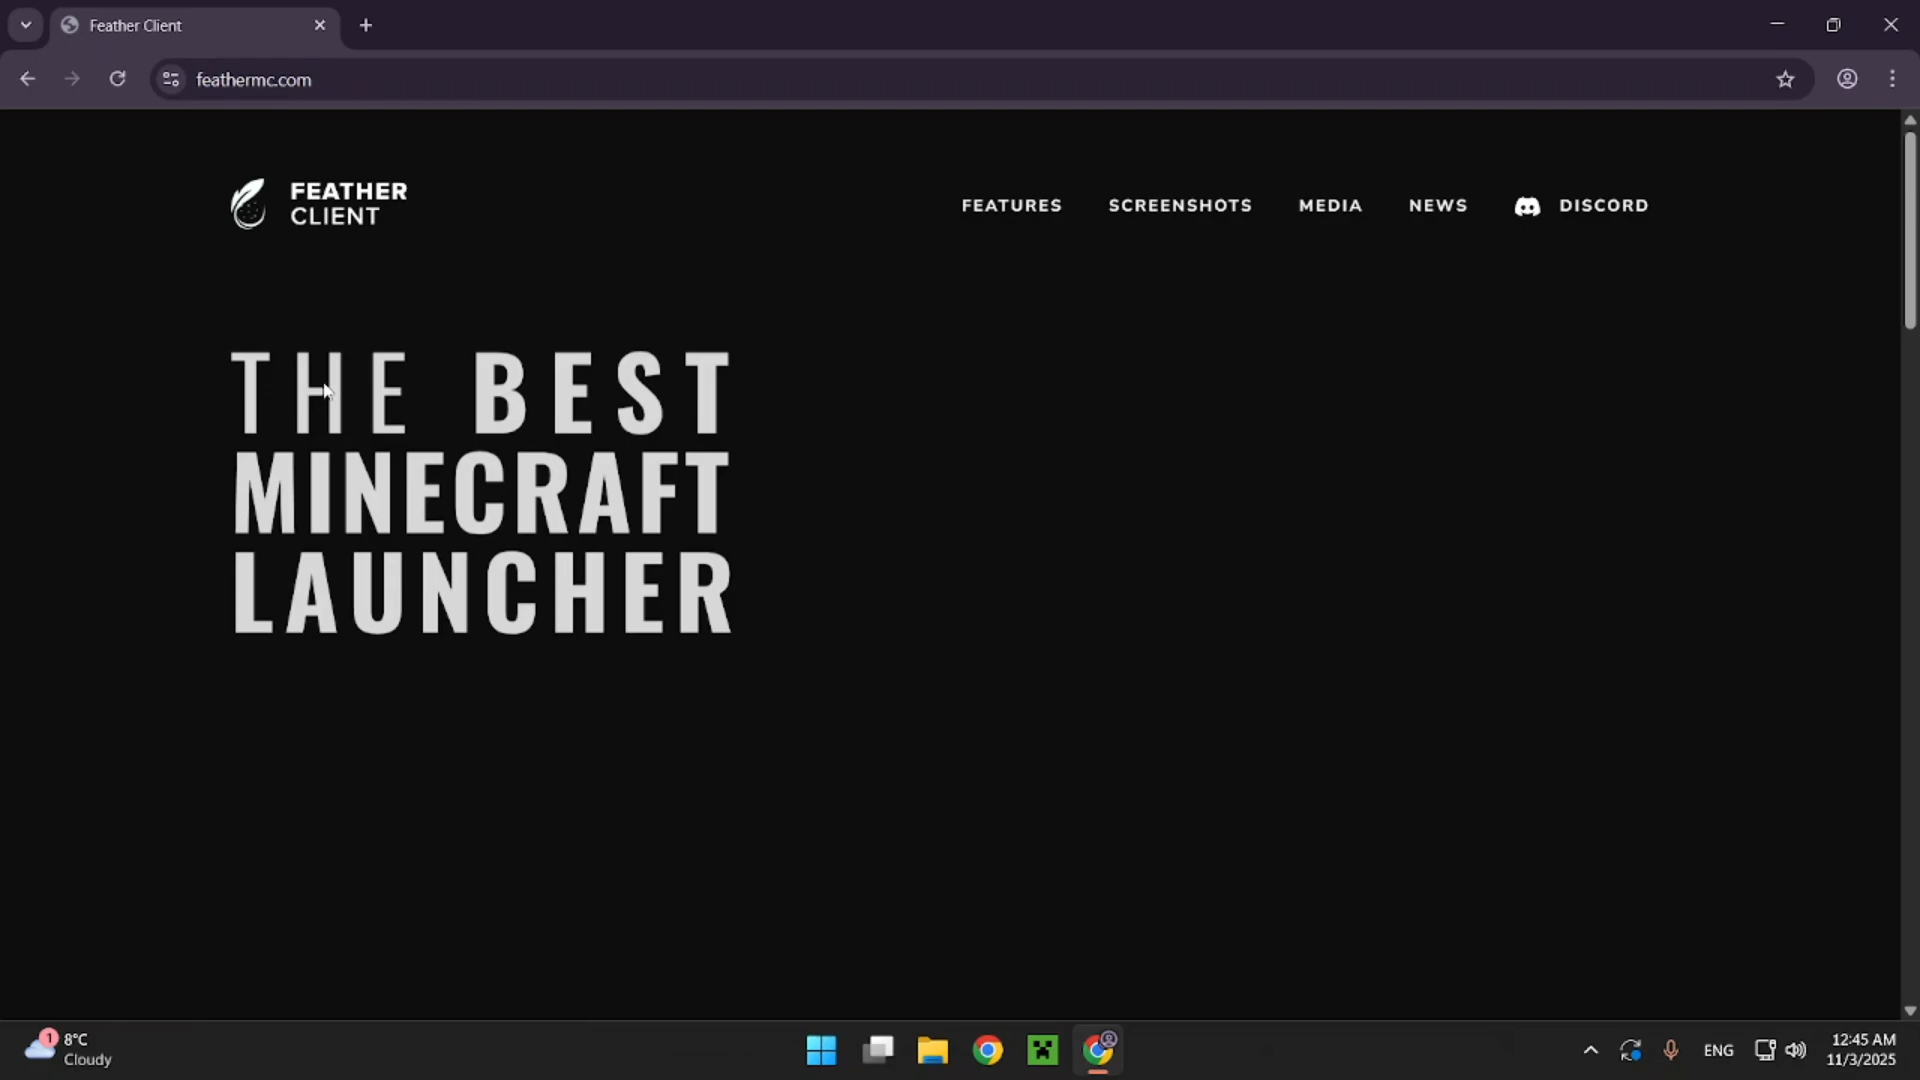 Feather Client
feathermc.com
FEATHER
CLIENT
FEATURES
SCREENSHOTS
MEDIA
NEWS
DISCORD
THE BEST
MINECRAFT
LAUNCHER
1
8°C
Cloudy
ENG
12:45 AM
11/3/2025